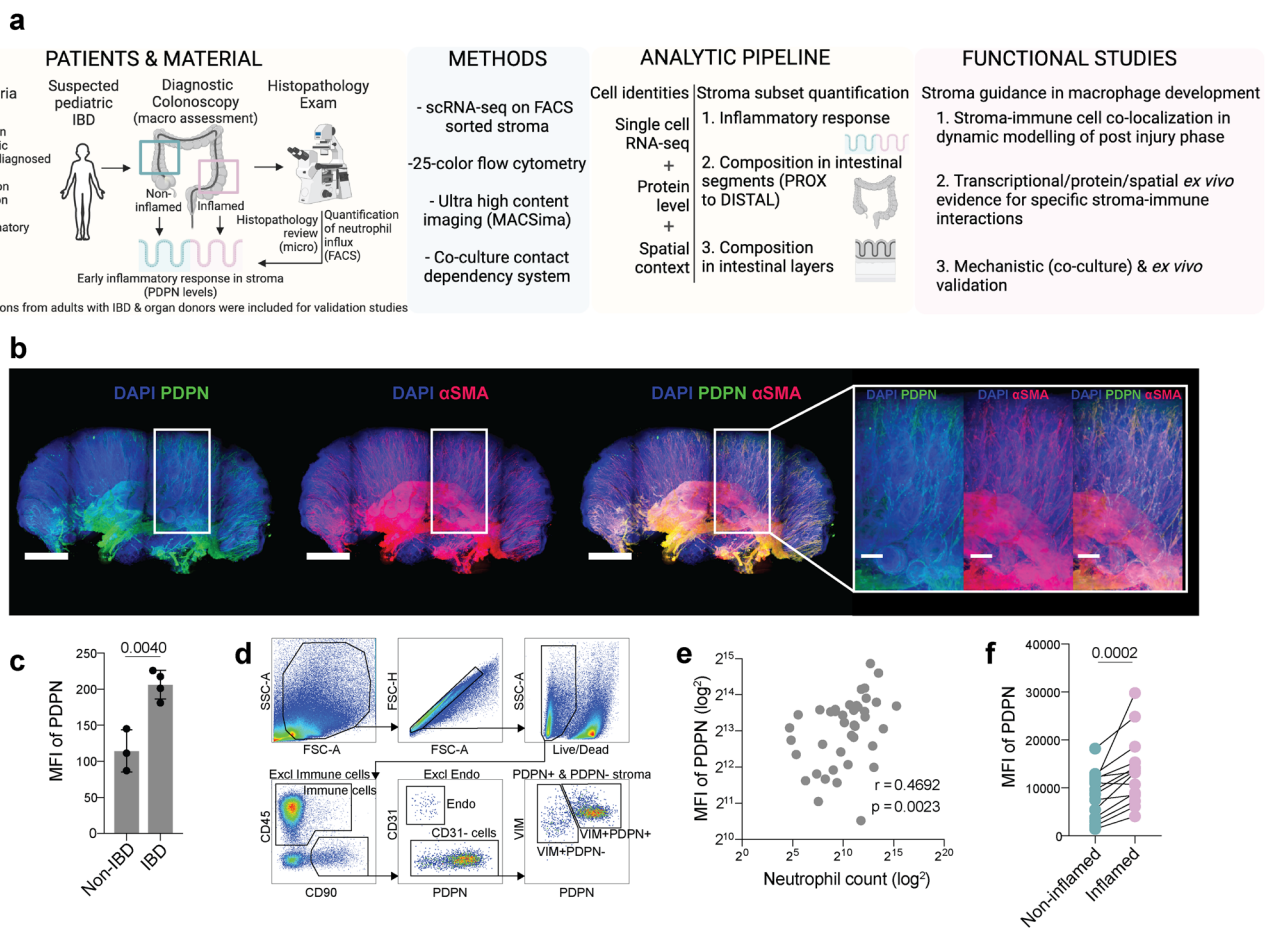 a
PATIENTS & MATERIAL
ria
n
ic
diagnosed
on
on
matory
Suspected
pediatric
IBD
Diagnostic
Colonoscopy
(macro assessment)
Histopathology
Exam
Non-
inflamed
Inflamed
Histopathology
review
(micro)
Quantification
of neutrophil
influx
(FACS)
Early inflammatory response in stroma
(PDPN levels)
ons from adults with IBD & organ donors were included for validation studies
METHODS
- scRNA-seq on FACS
sorted stroma
-25-color flow cytometry
- Ultra high content
imaging (MACSima)
- Co-culture contact
dependency system
ANALYTIC PIPELINE
Cell identities
Single cell
RNA-seq
+
Protein
level
+
Spatial
context
Stroma subset quantification
1. Inflammatory response
2. Composition in intestinal
segments (PROX
to DISTAL)
3. Composition
in intestinal layers
FUNCTIONAL STUDIES
Stroma guidance in macrophage development
1. Stroma-immune cell co-localization in
dynamic modelling of post injury phase
2. Transcriptional/protein/spatial ex vivo
evidence for specific stroma-immune
interactions
3. Mechanistic (co-culture) & ex vivo
validation
b
DAPI PDPN
DAPI αSMA
DAPI PDPN αSMA
DAPI PDPN
DAPI αSMA
DAPI PDPN αSMA
c
0.0040
MFI of PDPN
250
200
150
100
50
0
Non-IBD
IBD
d
SSC-A
FSC-A
FSC-H
FSC-A
SSC-A
Live/Dead
Excl Immune cells
Immune cells
CD45
CD90
Excl Endo
Endo
CD31- cells
CD31
PDPN
PDPN+ & PDPN- stroma
VIM+PDPN+
VIM+PDPN-
VIM
PDPN
e
MFI of PDPN (log2)
2^15
2^14
2^13
2^12
2^11
2^10
r = 0.4692
p = 0.0023
2^0
2^5
2^10
2^15
2^20
Neutrophil count (log2)
f
0.0002
MFI of PDPN
40000
30000
20000
10000
0
Non-inflamed
Inflamed